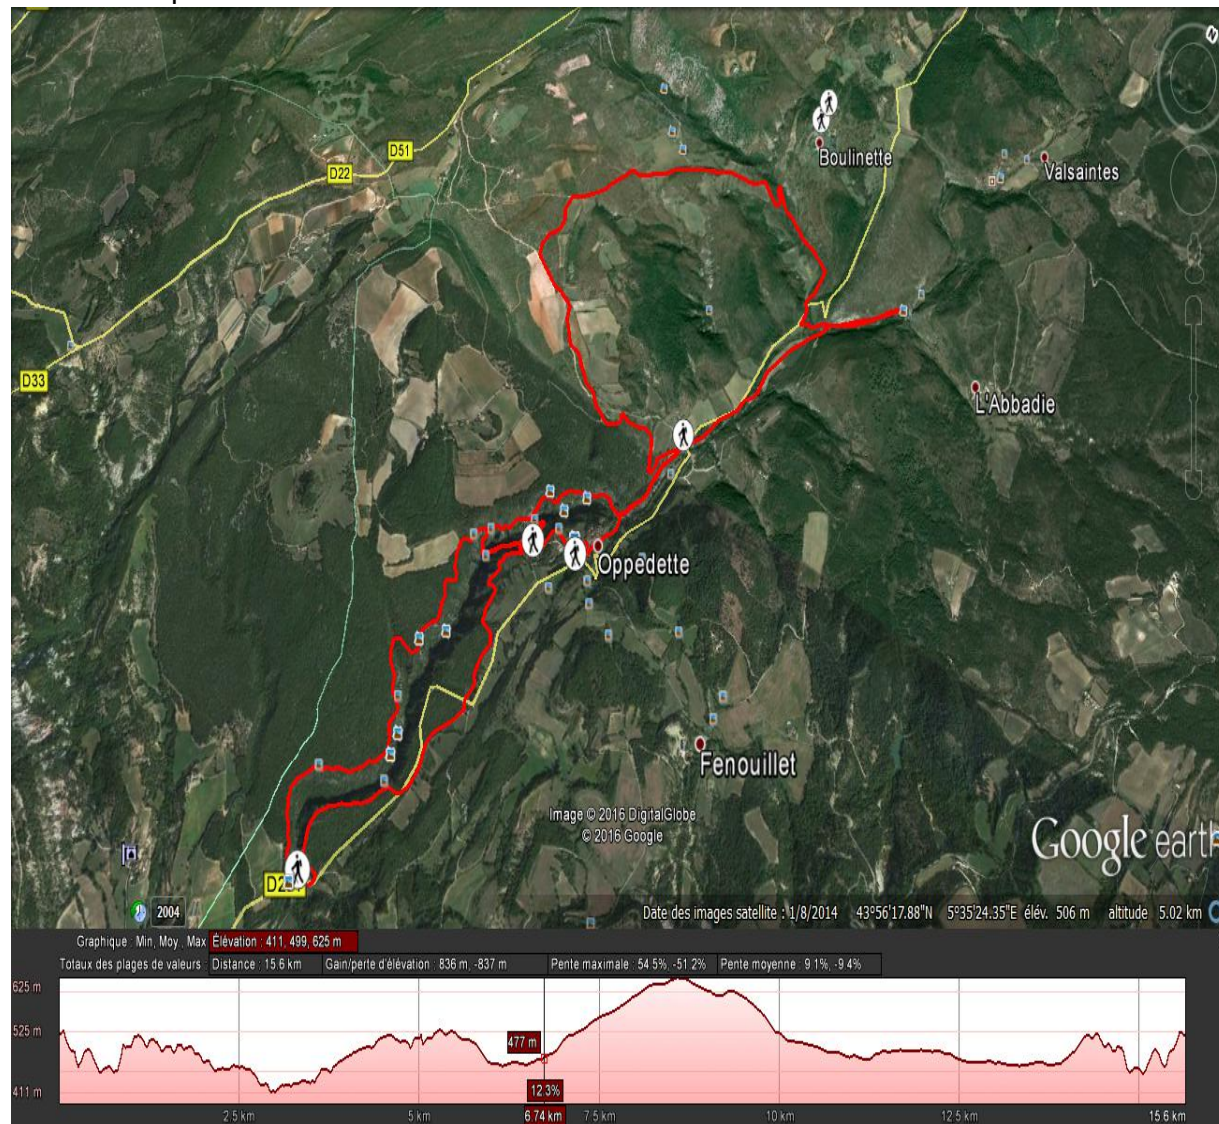 N
D51
D22
Boulinette
Valsaintes
D33
L'Abbadie
Oppedette
Fenouillet
Image © 2016 DigitalGlobe
© 2016 Google
Google earth
2004
Date des images satellite : 1/8/2014 43°56'17.88"N 5°35'24.35"E élév. 506 m altitude 5.02 km
Graphique : Min, Moy , Max Élévation : 411, 499, 625 m
Totaux des plages de valeurs : Distance : 15.6 km Gain/perte d'élévation : 836 m, -837 m Pente maximale : 54.5%, -51.2% Pente moyenne : 9.1%, -9.4%
625 m
525 m
477 m
411 m
12.3%
2.5 km 5 km 6.74 km 7.5 km 10 km 12.5 km 15.6 km